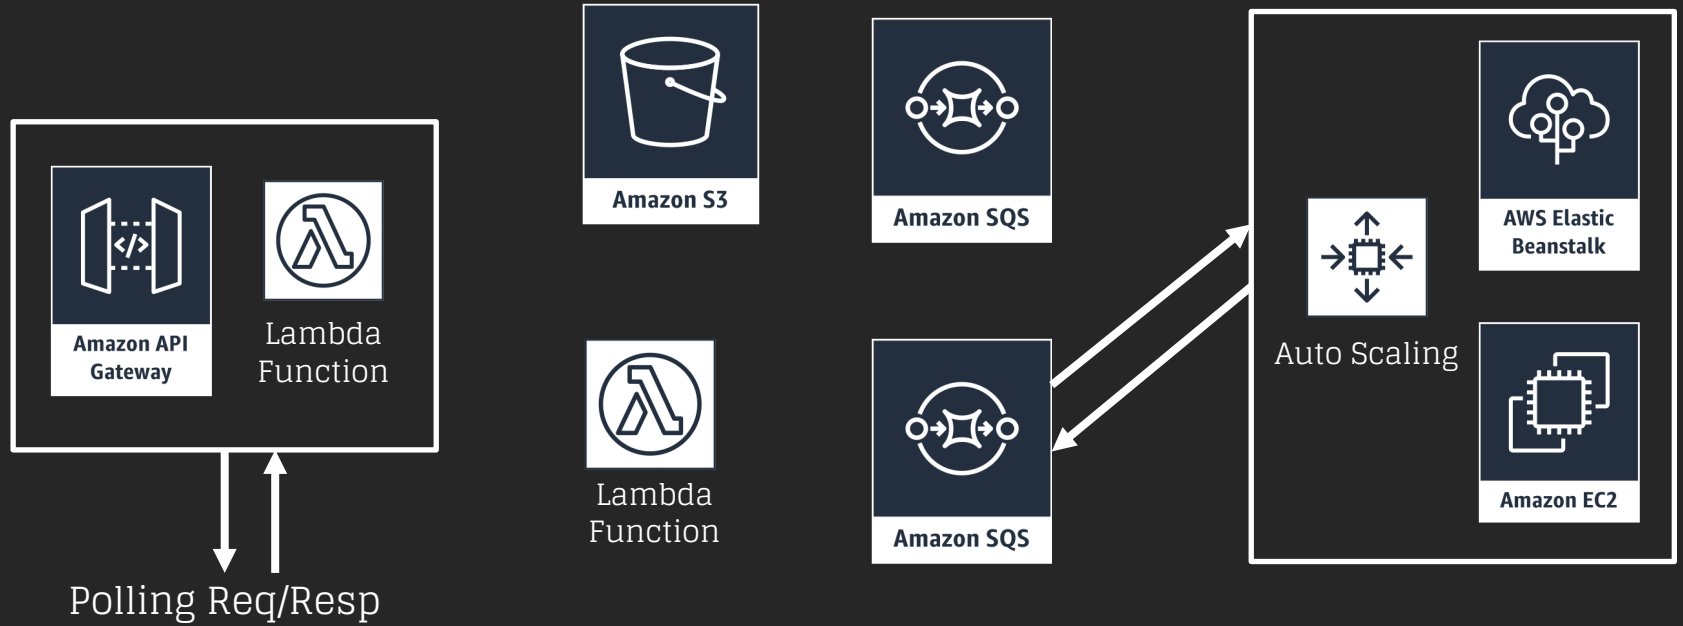 Amazon API
Gateway
</>
Lambda
Function
Polling Req/Resp
Amazon S3
Lambda
Function
Amazon SQS
Amazon SQS
Auto Scaling
AWS Elastic
Beanstalk
Amazon EC2